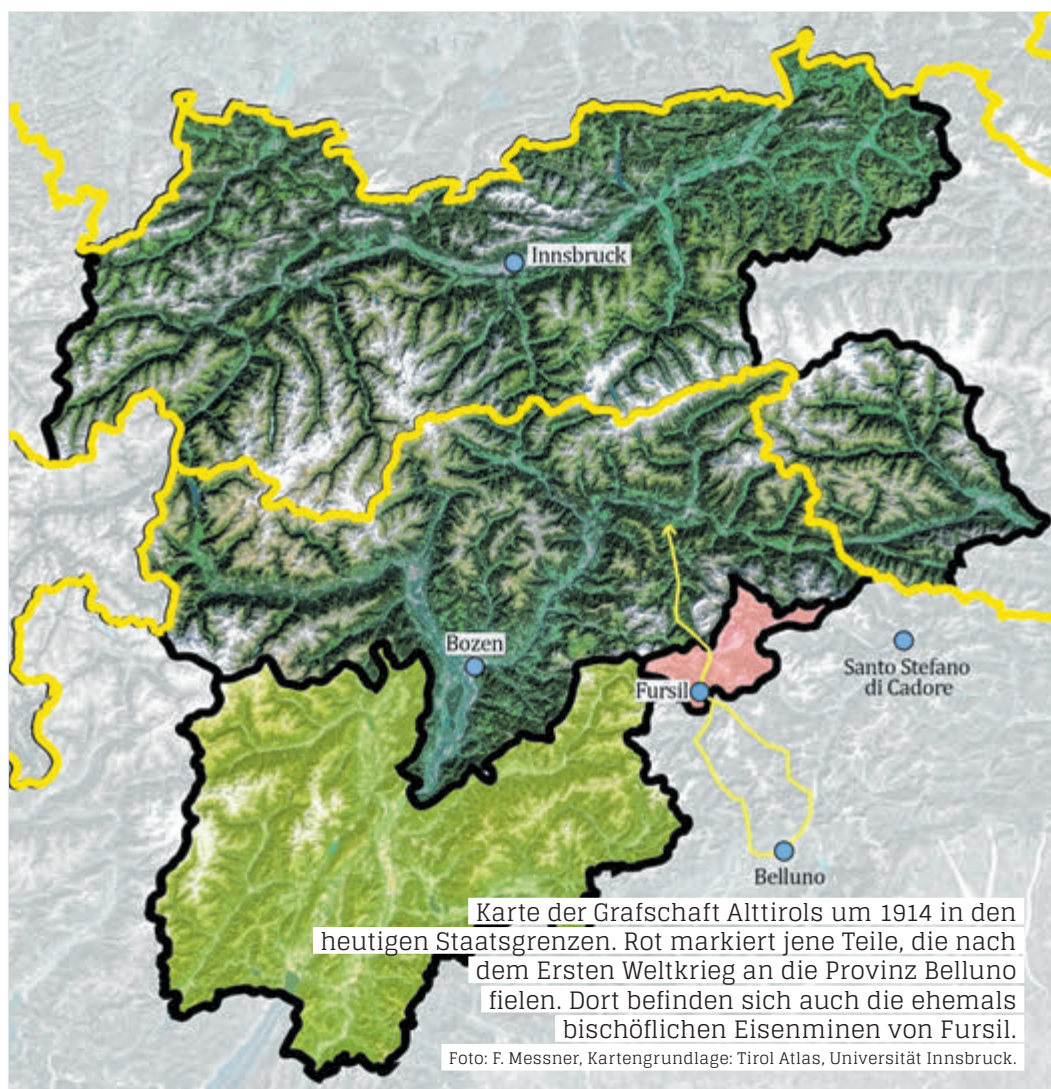 Innsbruck
Bozen
Santo Stefano
di Cadore
Fursil
Belluno
Karte der Grafschaft Alttirols um 1914 in den
heutigen Staatsgrenzen. Rot markiert jene Teile, die nach
dem Ersten Weltkrieg an die Provinz Belluno
fielen. Dort befinden sich auch die ehemals
bischöflichen Eisenminen von Fursil.
Foto: F. Messner, Kartengrundlage: Tirol Atlas, Universität Innsbruck.